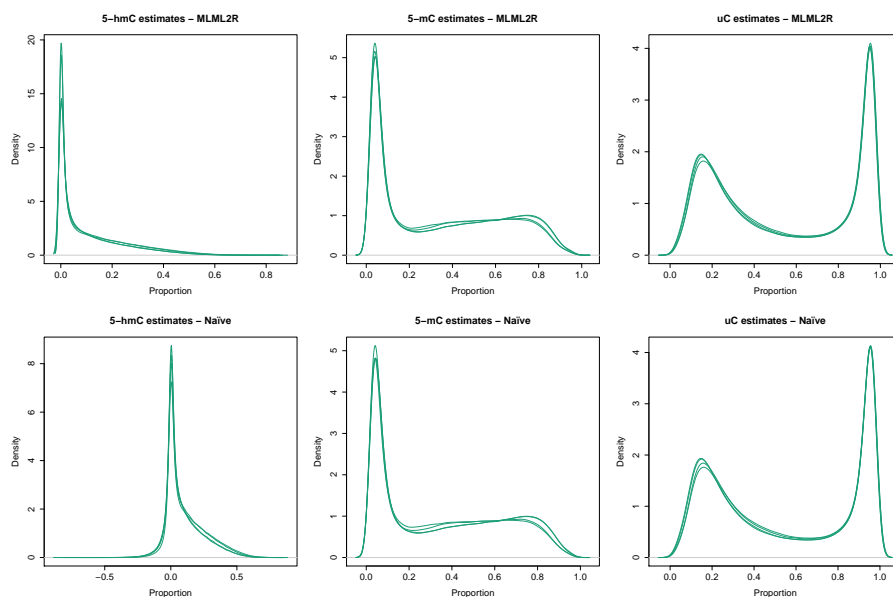 5−hmC estimates − MLML2R
5−mC estimates − MLML2R
uC estimates − MLML2R
Density
0
5
10
15
20
0.0 0.2 0.4 0.6 0.8
Proportion
Density
0
1
2
3
4
5
0.0 0.2 0.4 0.6 0.8 1.0
Proportion
Density
0
1
2
3
4
0.0 0.2 0.4 0.6 0.8 1.0
Proportion
5−hmC estimates − Naïve
5−mC estimates − Naïve
uC estimates − Naïve
Density
0
2
4
6
8
−0.5 0.0 0.5
Proportion
Density
0
1
2
3
4
5
0.0 0.2 0.4 0.6 0.8 1.0
Proportion
Density
0
1
2
3
4
0.0 0.2 0.4 0.6 0.8 1.0
Proportion